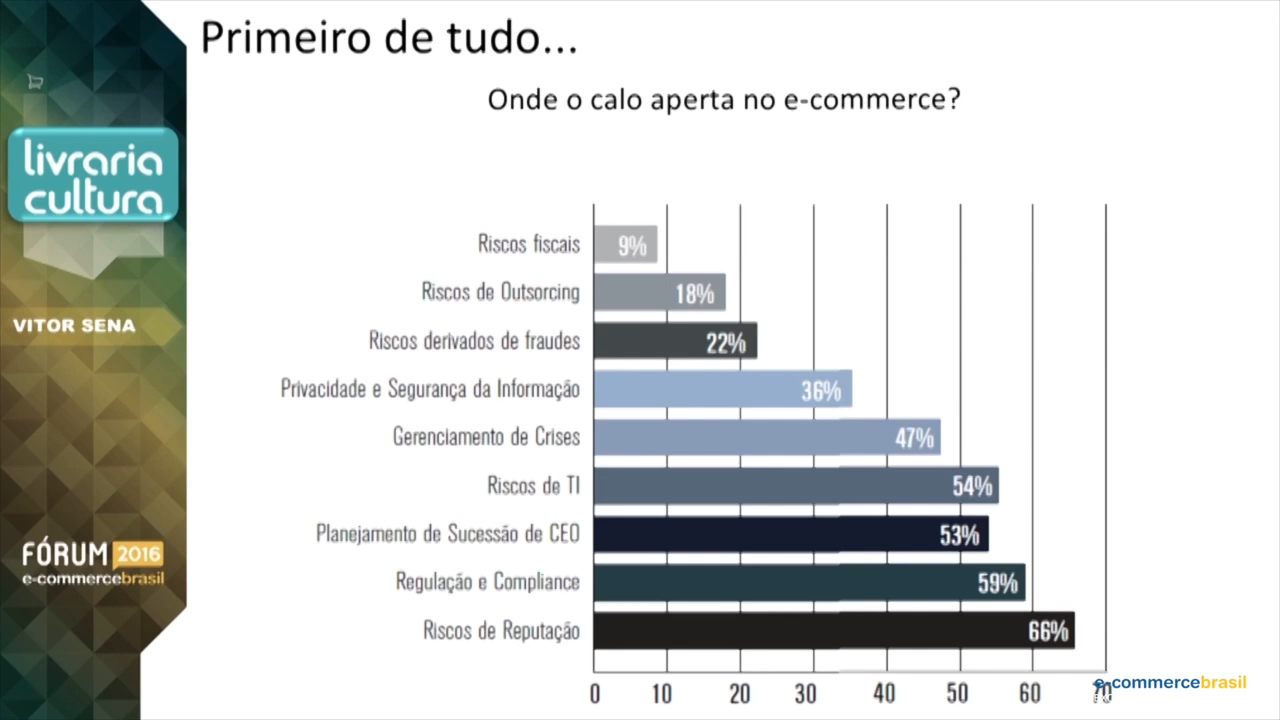 Primeiro de tudo...
Onde o calo aperta no e-commerce?
livraria
cultura
VITOR SENA
FÓRUM 2016
e-commercebrasil
Riscos fiscais 9%
Riscos de Outsorcing 18%
Riscos derivados de fraudes 22%
Privacidade e Segurança da Informação 36%
Gerenciamento de Crises 47%
Riscos de TI 54%
Planejamento de Sucessão de CEO 53%
Regulação e Compliance 59%
Riscos de Reputação 66%
0 10 20 30 40 50 60 70
e-commercebrasil